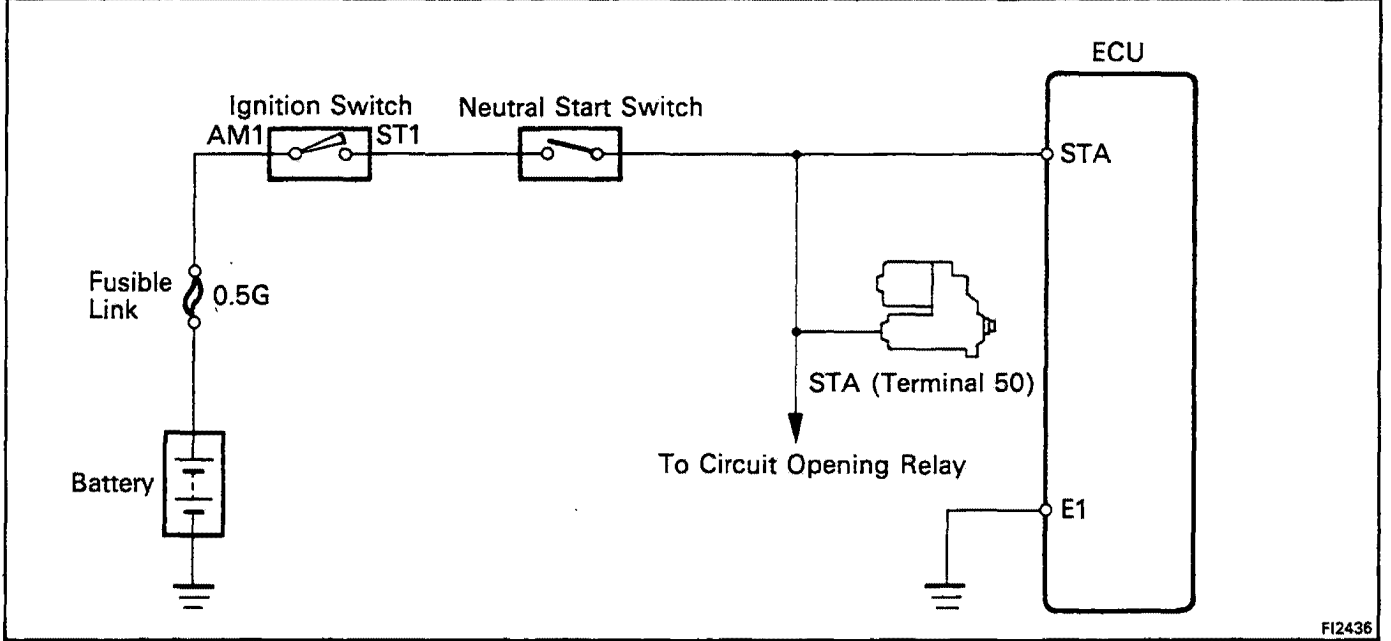 ECU
Ignition Switch
Neutral Start Switch
AM1
ST1
STA
Fusible
Link
0.5G
STA (Terminal 50)
To Circuit Opening Relay
Battery
E1
FI2436